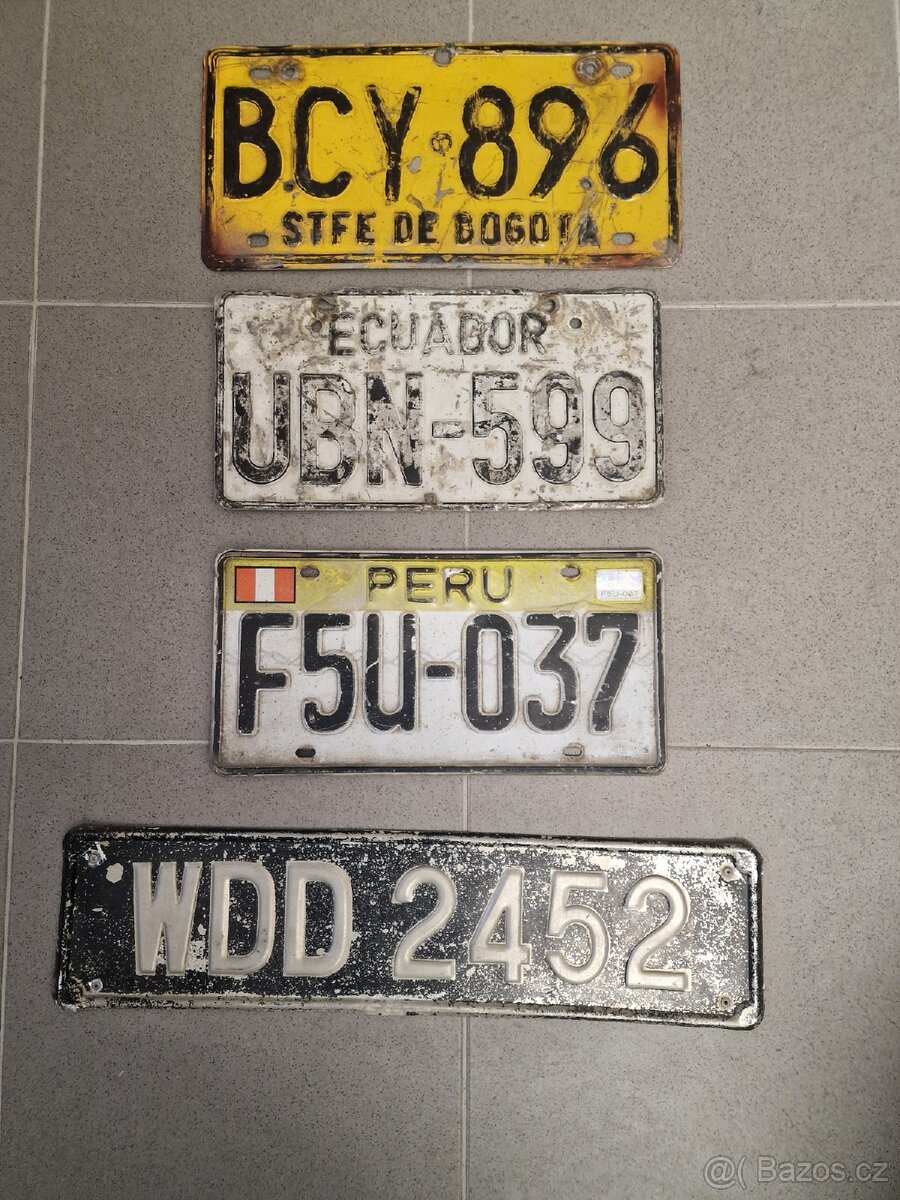 BCY·896
STFE DE BOGOTA
ECUADOR
UBN-599
PERU
F5U-037
WDD 2452
@( Bazos.cz